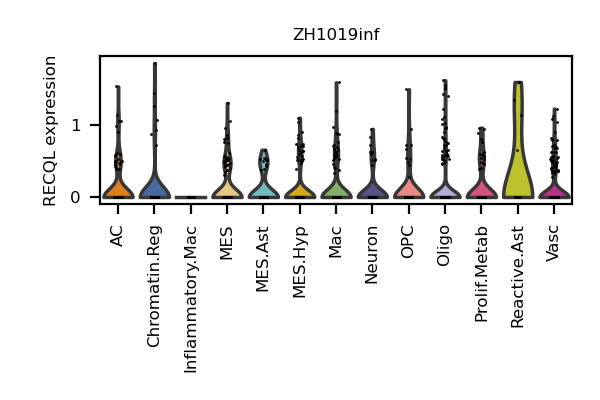 ZH1019inf
RECQL expression
1
0
AC
Chromatin.Reg
Inflammatory.Mac
MES
MES.Ast
MES.Hyp
Mac
Neuron
OPC
Oligo
Prolif.Metab
Reactive.Ast
Vasc